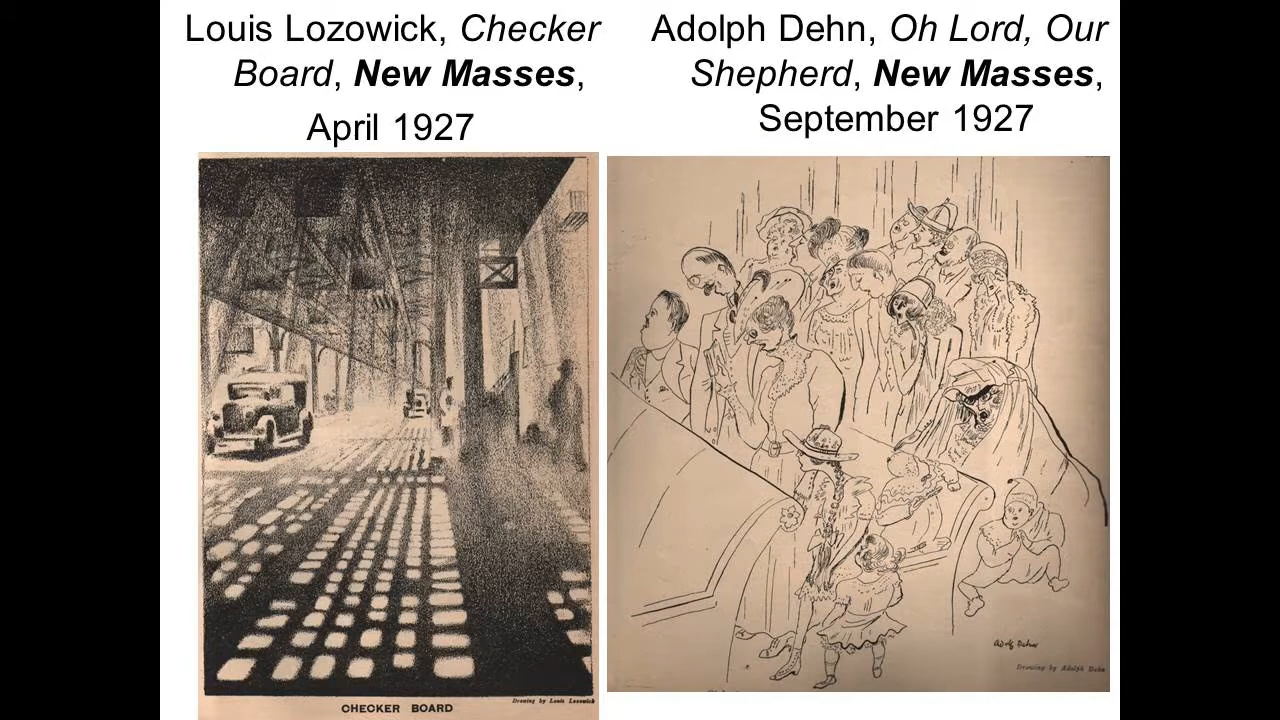 Louis Lozowick, Checker
Board, New Masses,
April 1927
Adolph Dehn, Oh Lord, Our
Shepherd, New Masses,
September 1927
CHECKER BOARD
Drawing by Louis Lozowick
Adolf Dehn
Drawing by Adolph Dehn